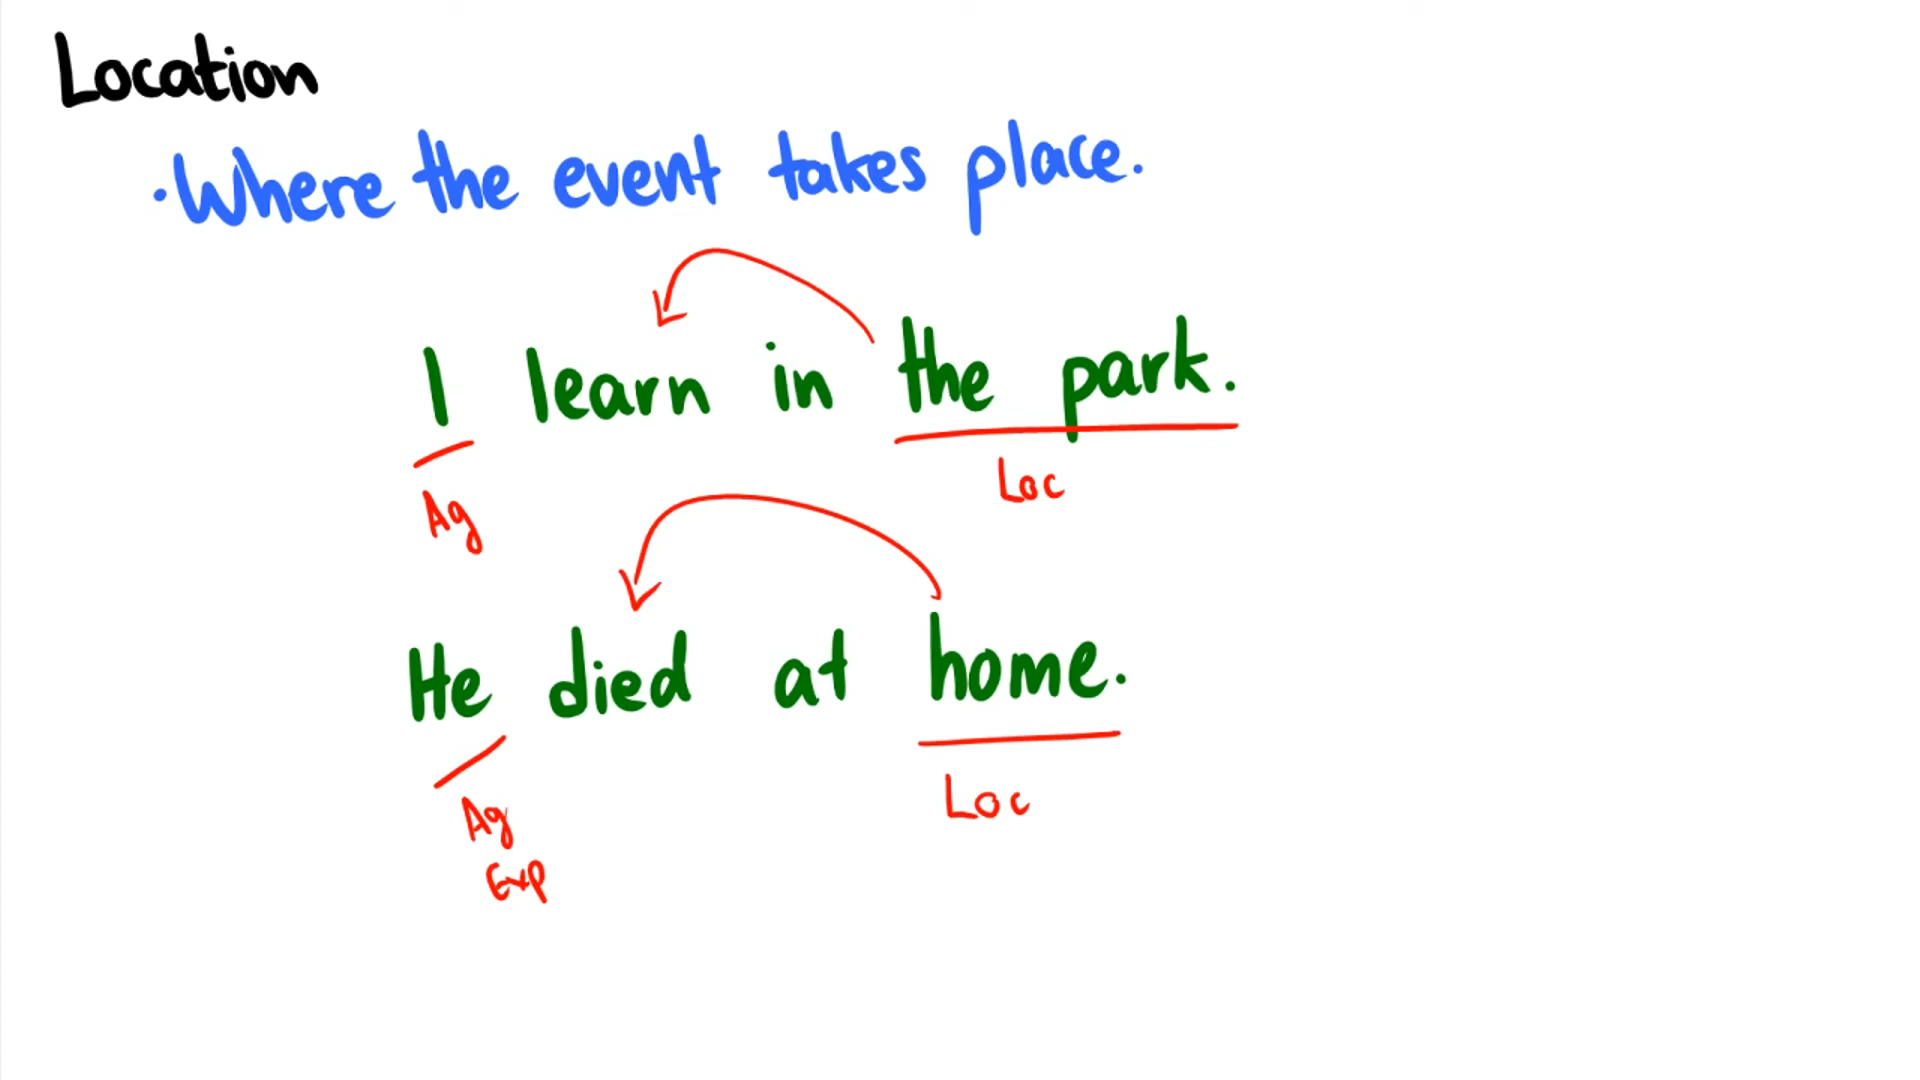 Location
• Where the event takes place.
I learn in the park.
Ag Loc
He died at home.
Ag Loc
Exp